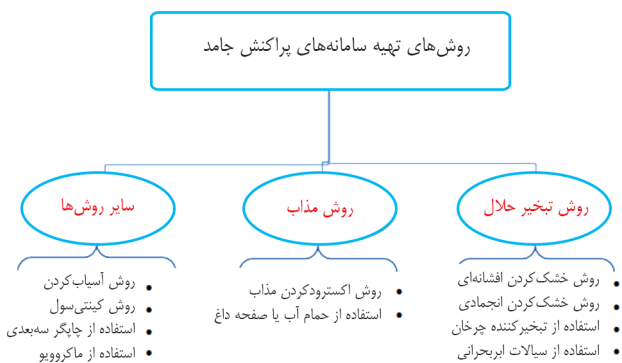 روش‌های تهیه سامانه‌های پراکنش جامد
روش تبخیر حلال
روش خشک‌کردن افشانه‌ای
روش خشک‌کردن انجمادی
استفاده از تبخیرکننده چرخان
استفاده از سیالات ابربحرانی
روش مذاب
روش اکسترودکردن مذاب
استفاده از حمام آب یا صفحه داغ
سایر روش‌ها
روش آسیاب‌کردن
روش کینتی‌سول
استفاده از چاپگر سه‌بعدی
استفاده از ماکروویو